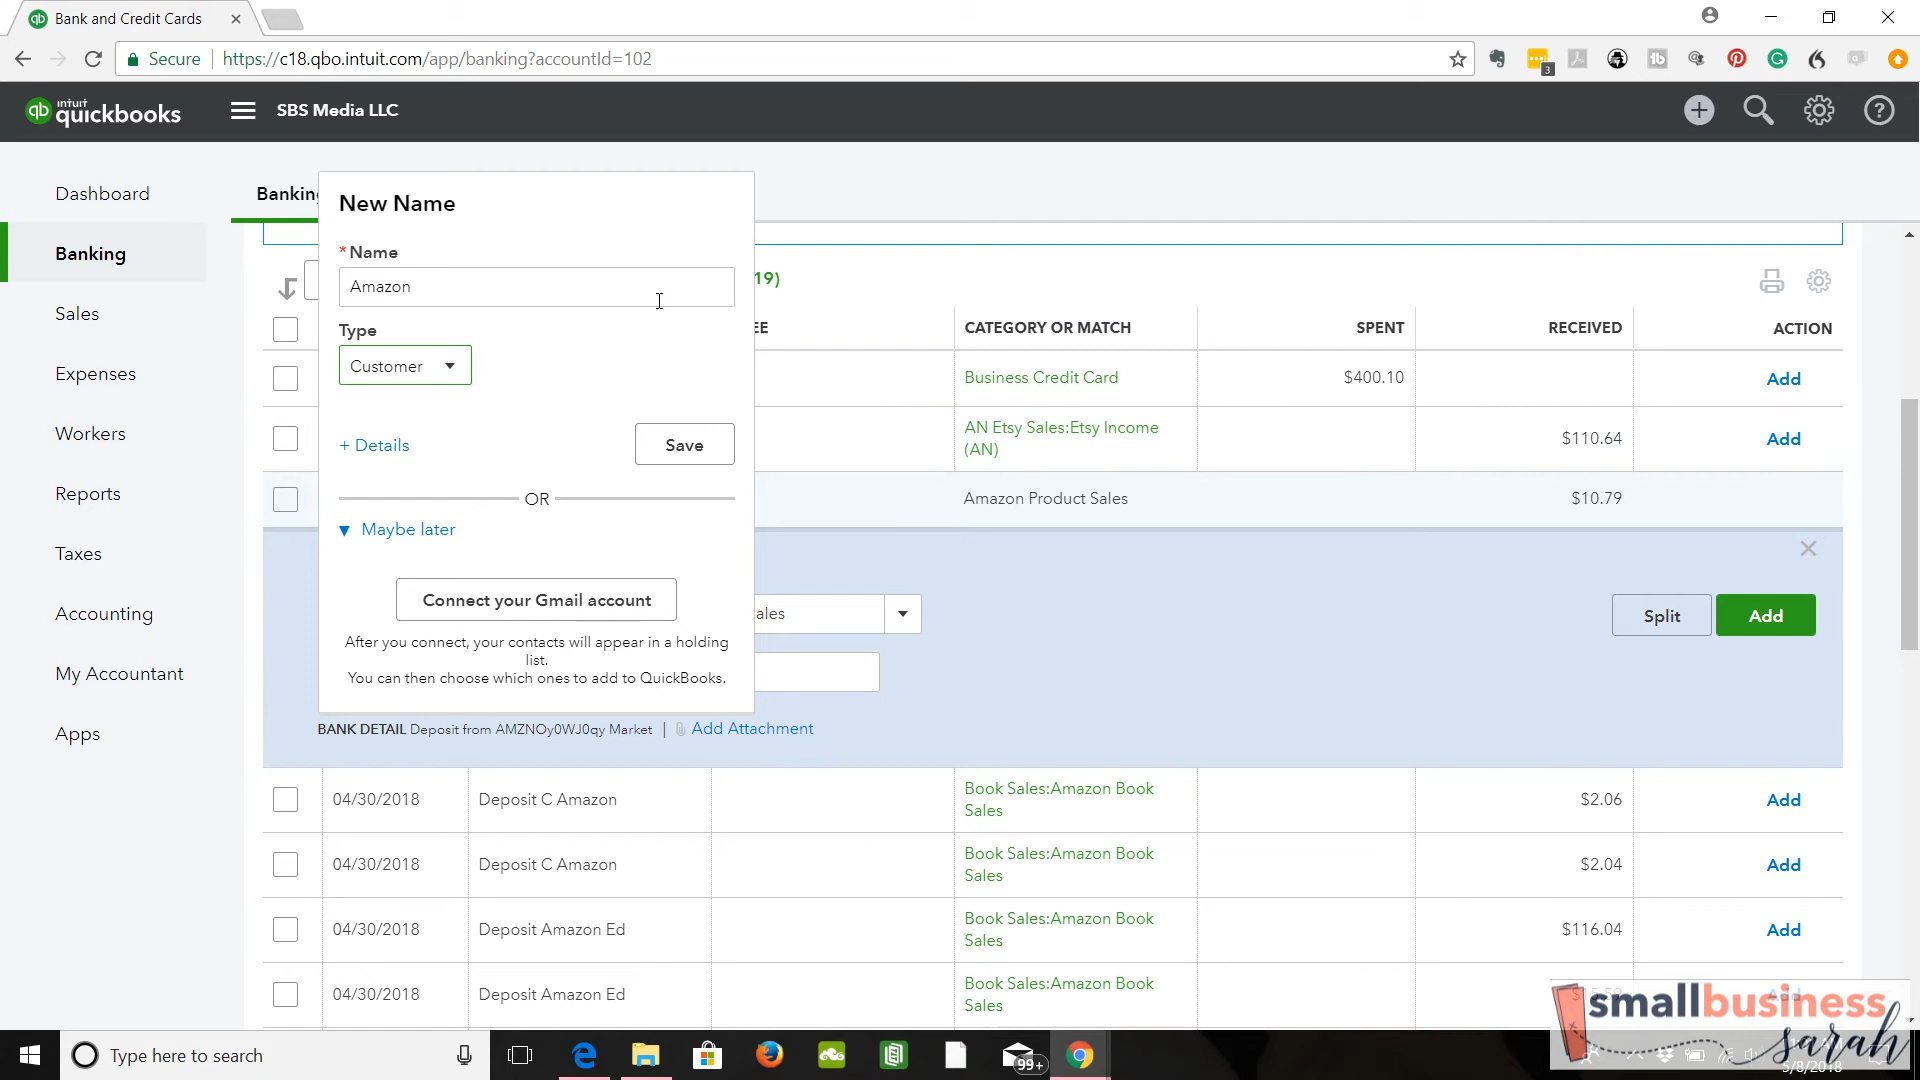 Bank and Credit Cards
Secure
https://c18.qbo.intuit.com/app/banking?accountId=102
3
intuit
quickbooks
SBS Media LLC
Dashboard
Banking
Sales
Expenses
Workers
Reports
Taxes
Accounting
My Accountant
Apps
Banking
New Name
* Name
Amazon
Type
Customer
+ Details
Save
OR
Maybe later
Connect your Gmail account
After you connect, your contacts will appear in a holding
list.
You can then choose which ones to add to QuickBooks.
19)
EE CATEGORY OR MATCH SPENT RECEIVED ACTION
Business Credit Card $400.10 Add
AN Etsy Sales:Etsy Income
(AN) $110.64 Add
Amazon Product Sales $10.79
ales
Split
Add
BANK DETAIL Deposit from AMZNOy0WJ0qy Market | Add Attachment
04/30/2018 Deposit C Amazon Book Sales:Amazon Book
Sales $2.06 Add
04/30/2018 Deposit C Amazon Book Sales:Amazon Book
Sales $2.04 Add
04/30/2018 Deposit Amazon Ed Book Sales:Amazon Book
Sales $116.04 Add
04/30/2018 Deposit Amazon Ed Book Sales:Amazon Book
Sales
smallbusiness
sarah
Type here to search
99+
5/8/2018